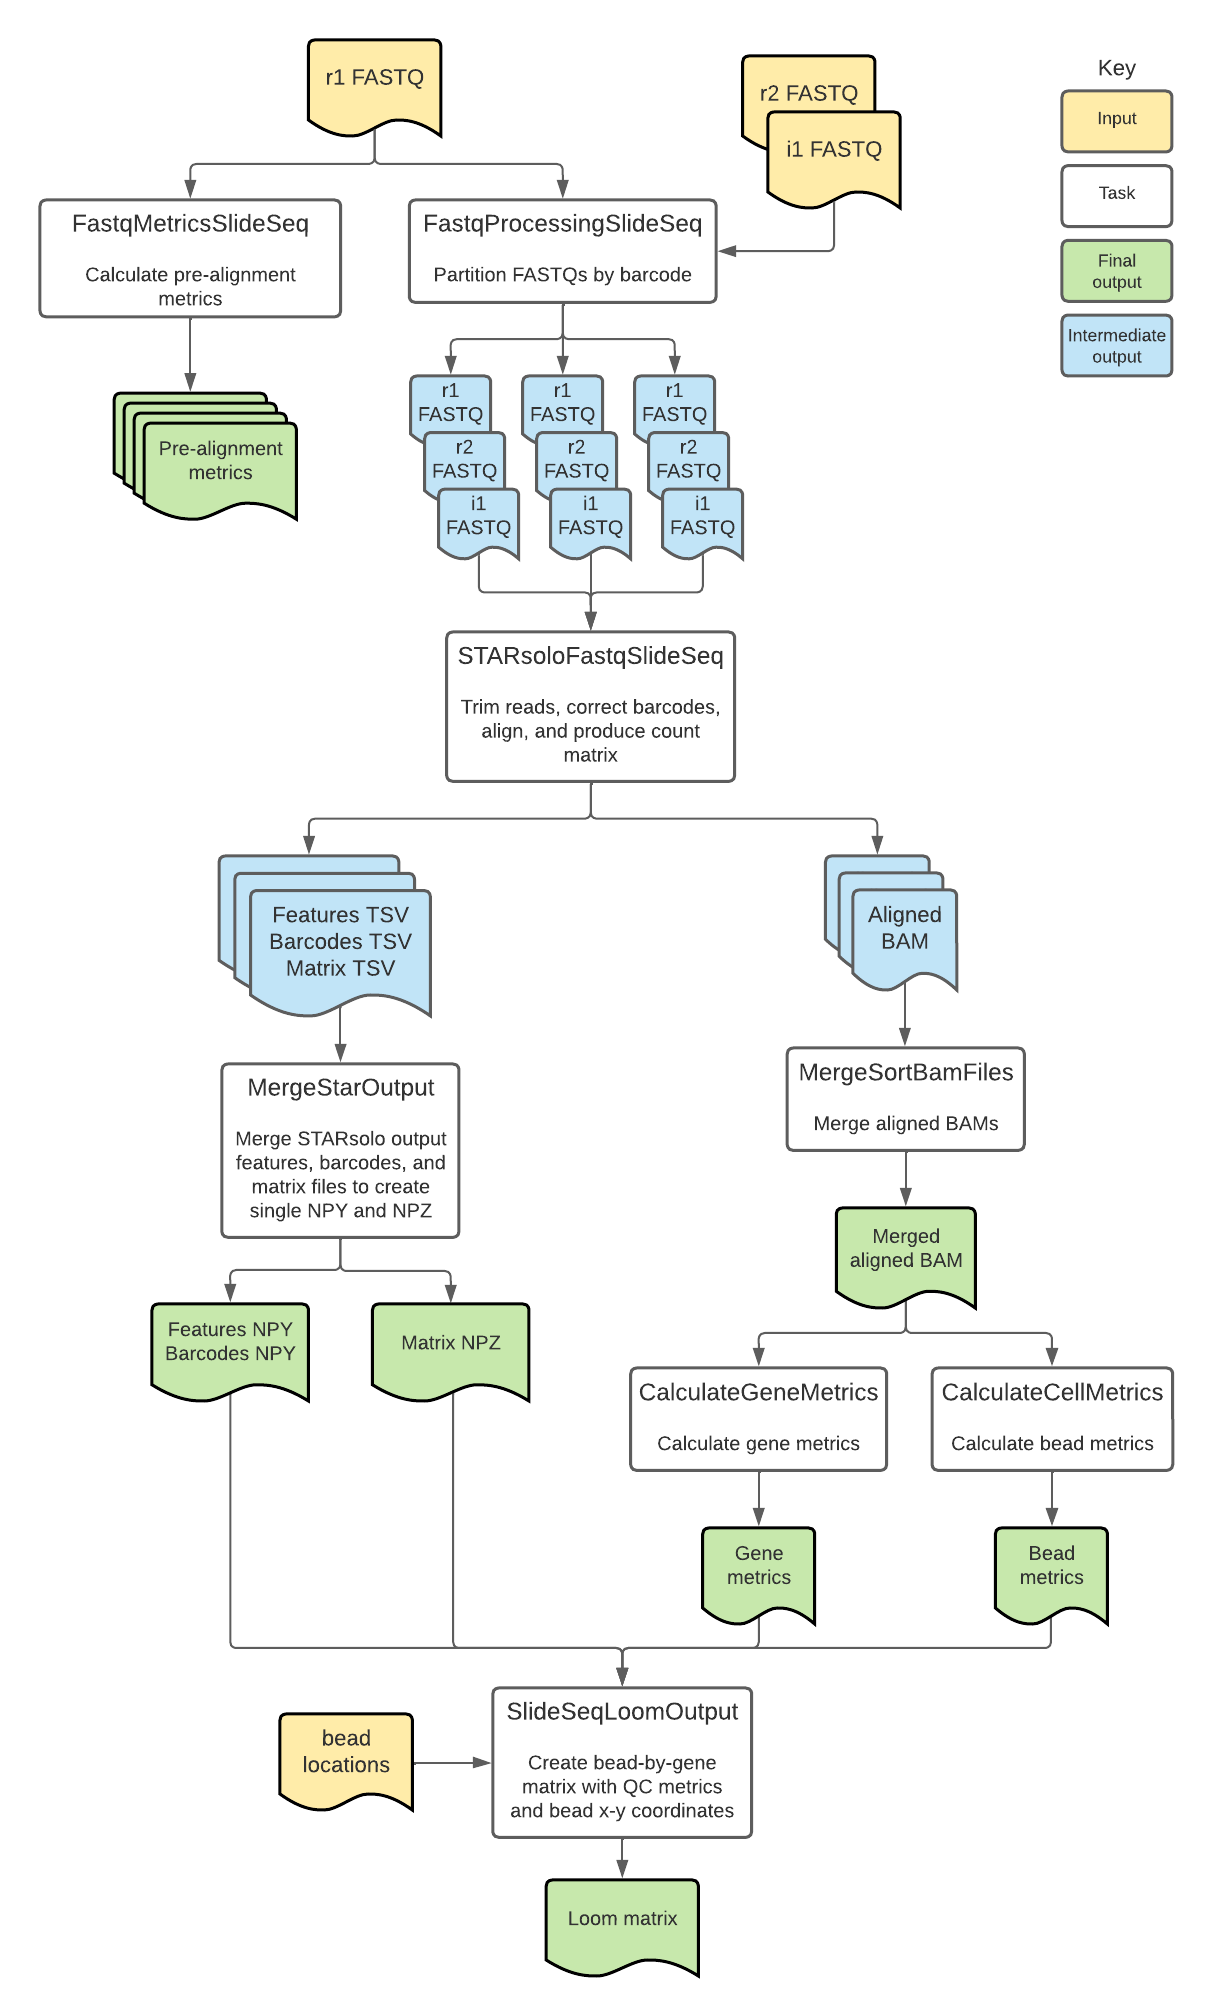 r1 FASTQ
r2 FASTQ
i1 FASTQ
Key
Input
Task
Final
output
Intermediate
output
FastqMetricsSlideSeq
Calculate pre-alignment
metrics
FastqProcessingSlideSeq
Partition FASTQs by barcode
Pre-alignment
metrics
r1
FASTQ
r2
FASTQ
i1
FASTQ
r1
FASTQ
r2
FASTQ
i1
FASTQ
r1
FASTQ
r2
FASTQ
i1
FASTQ
STARsoloFastqSlideSeq
Trim reads, correct barcodes,
align, and produce count
matrix
Features TSV
Barcodes TSV
Matrix TSV
Aligned
BAM
MergeStarOutput
Merge STARsolo output
features, barcodes, and
matrix files to create
single NPY and NPZ
MergeSortBamFiles
Merge aligned BAMs
Merged
aligned BAM
Features NPY
Barcodes NPY
Matrix NPZ
CalculateGeneMetrics
Calculate gene metrics
CalculateCellMetrics
Calculate bead metrics
Gene
metrics
Bead
metrics
bead
locations
SlideSeqLoomOutput
Create bead-by-gene
matrix with QC metrics
and bead x-y coordinates
Loom matrix